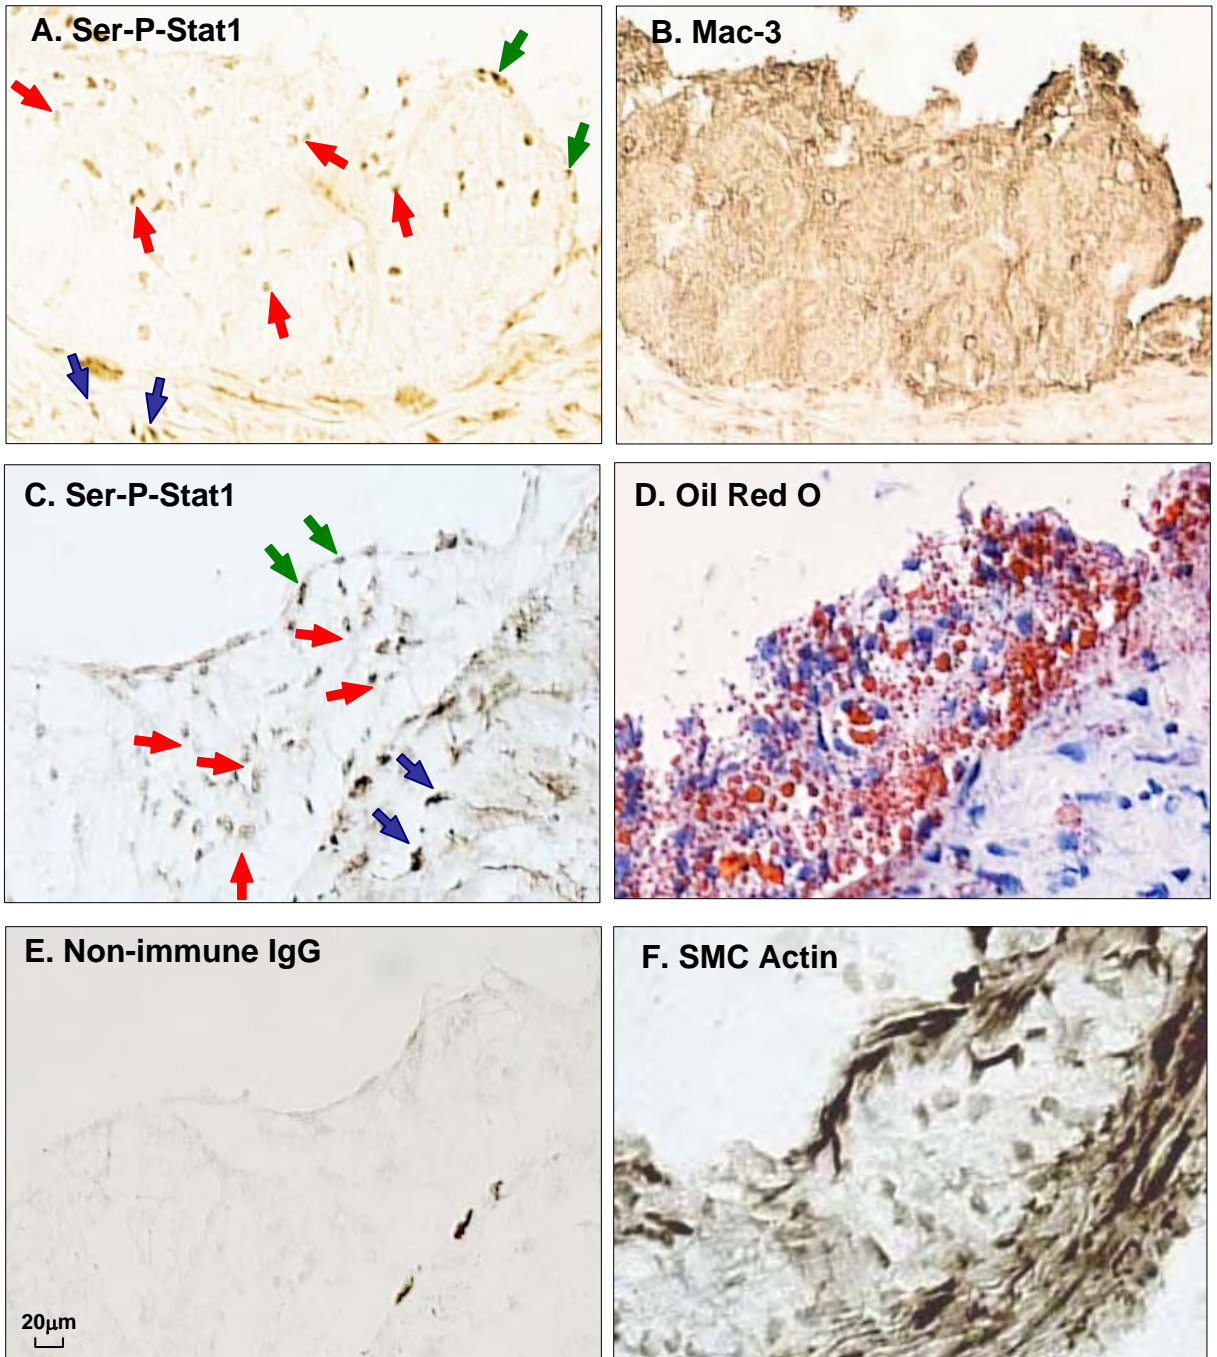 A. Ser-P-Stat1
B. Mac-3
C. Ser-P-Stat1
D. Oil Red O
E. Non-immune IgG
F. SMC Actin
20μm